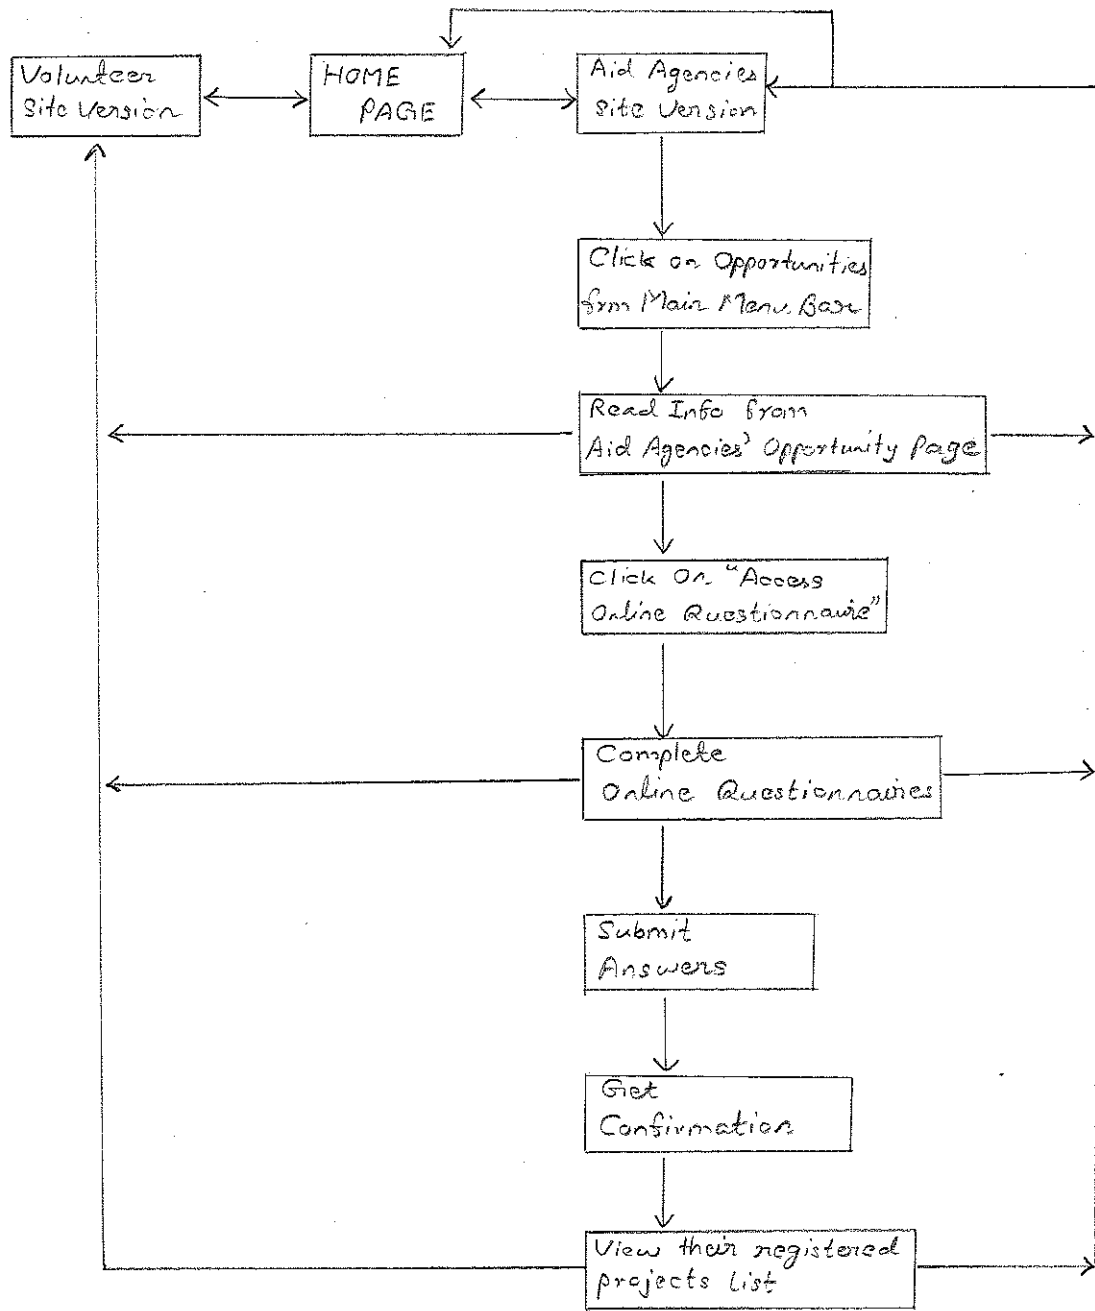 Volunteer
Site Version
HOME
PAGE
Aid Agencies
Site Version
Click on Opportunities
frm Main Menu Bar
Read Info from
Aid Agencies' Opportunity Page
Click On "Access
Online Questionnaire"
Complete
Online Questionnaires
Submit
Answers
Get
Confirmation
View their registered
projects List